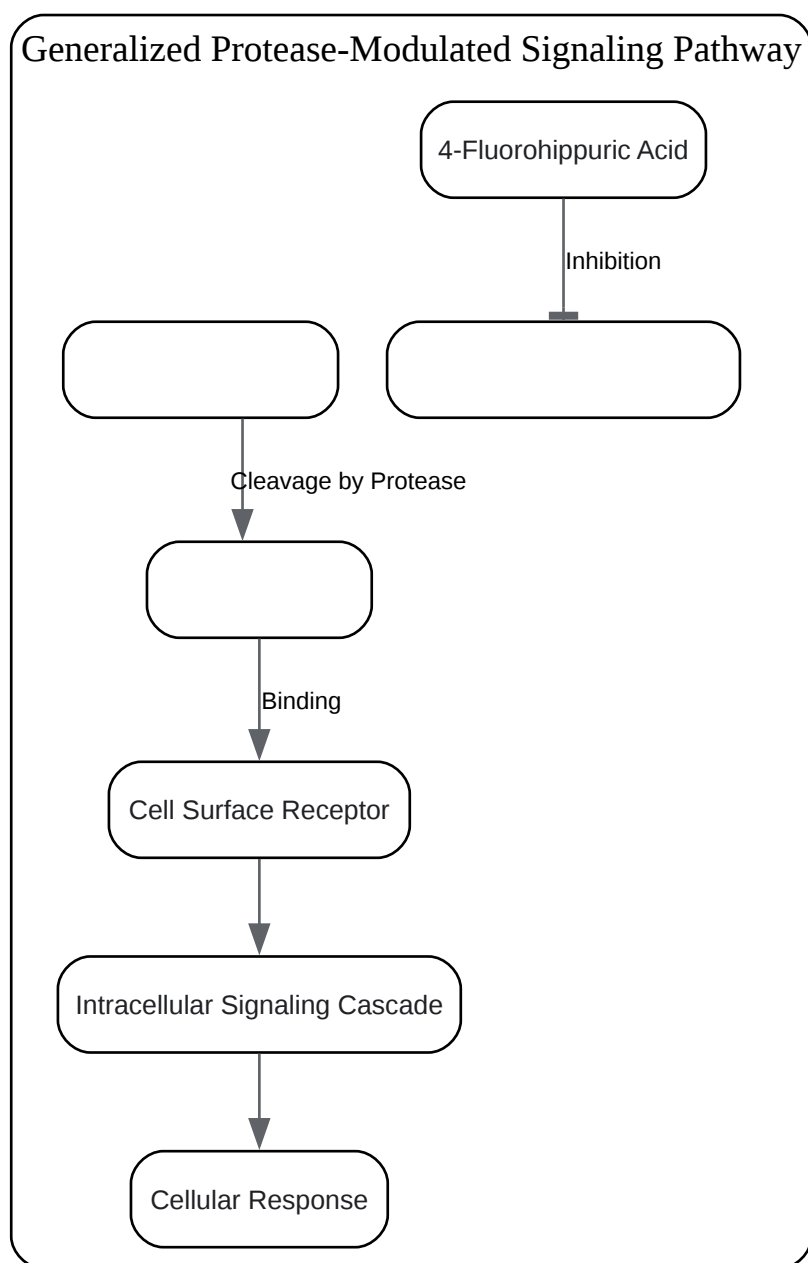 Generalized Protease-Modulated Signaling Pathway
4-Fluorohippuric Acid
Inhibition
Cleavage by Protease
Binding
Cell Surface Receptor
Intracellular Signaling Cascade
Cellular Response